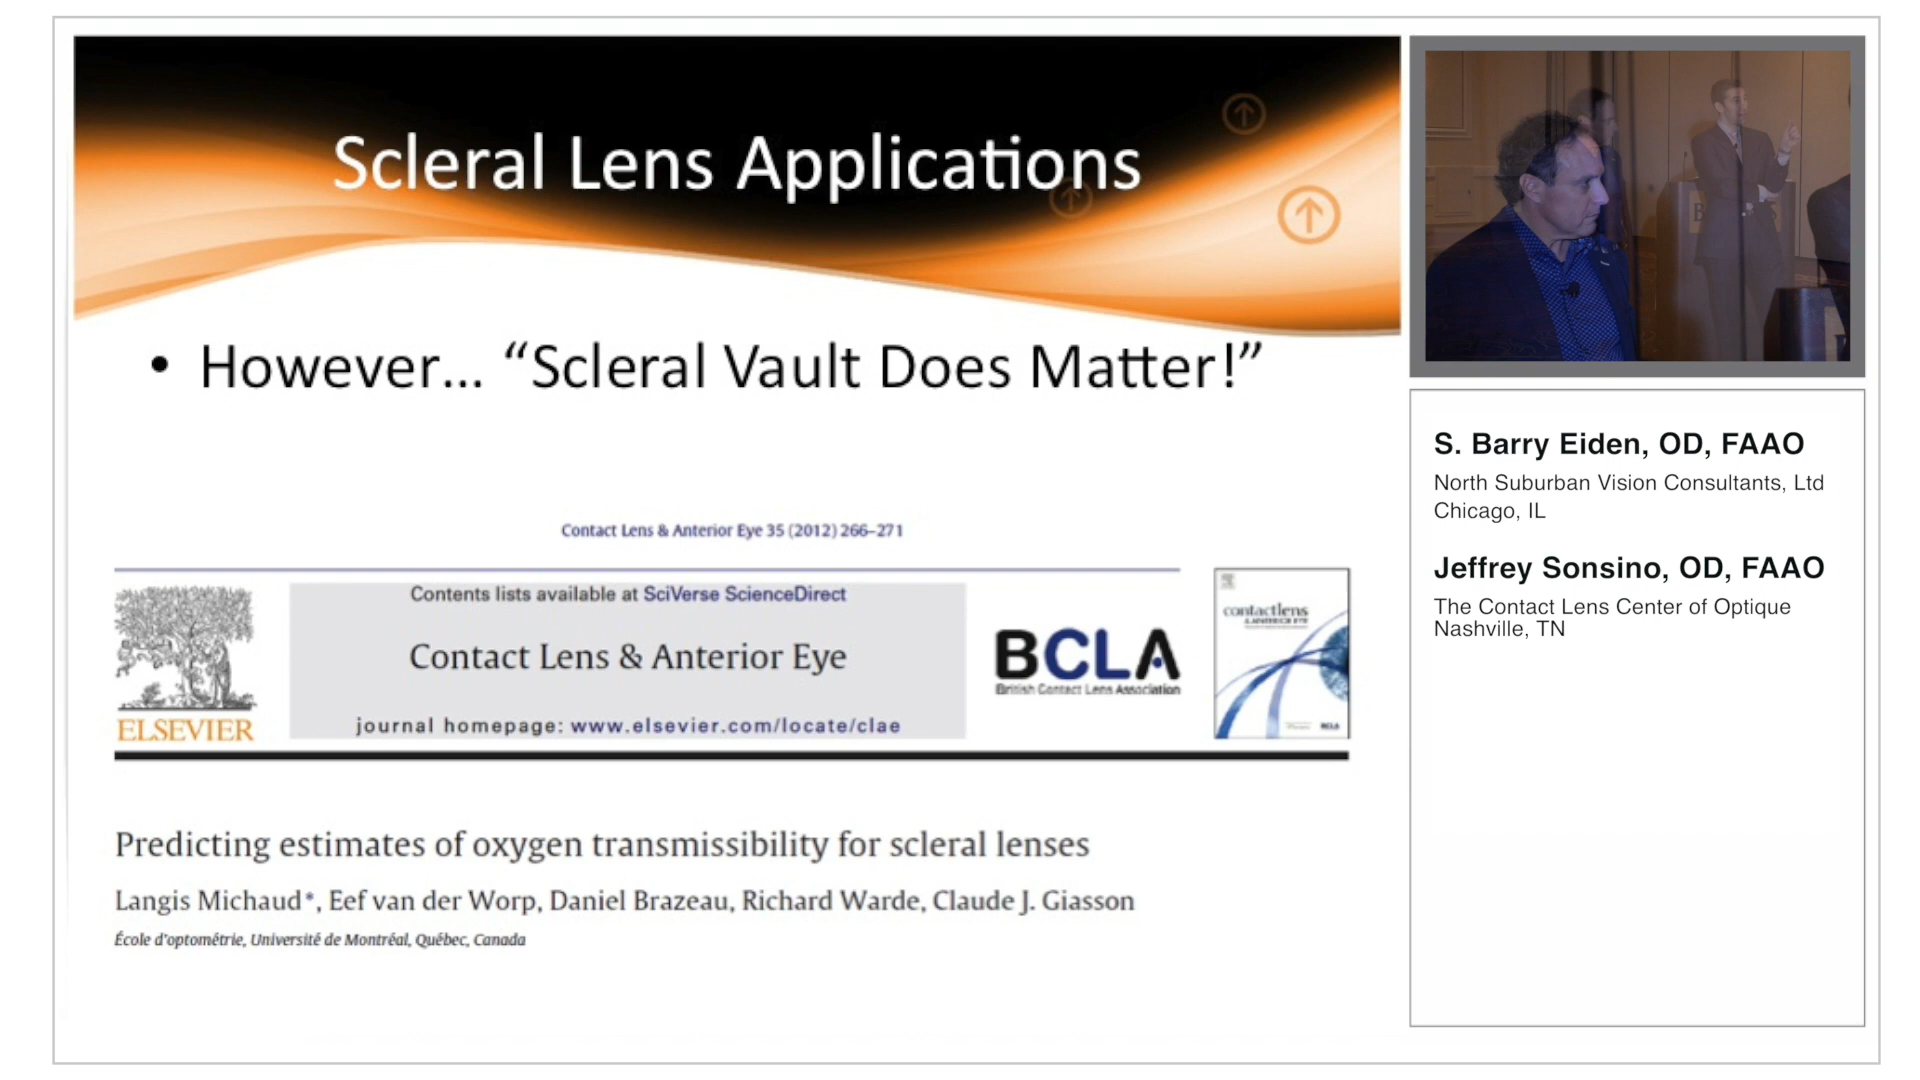 Scleral Lens Applications
• However... “Scleral Vault Does Matter!”
Contact Lens & Anterior Eye 35 (2012) 266–271
Contents lists available at SciVerse ScienceDirect
Contact Lens & Anterior Eye
journal homepage: www.elsevier.com/locate/clae
ELSEVIER
BCLA
British Contact Lens Association
contactlens
& ANTERIOR EYE
BCLA
Predicting estimates of oxygen transmissibility for scleral lenses
Langis Michaud*, Eef van der Worp, Daniel Brazeau, Richard Warde, Claude J. Giasson
École d'optométrie, Université de Montréal, Québec, Canada
S. Barry Eiden, OD, FAAO
North Suburban Vision Consultants, Ltd
Chicago, IL
Jeffrey Sonsino, OD, FAAO
The Contact Lens Center of Optique
Nashville, TN